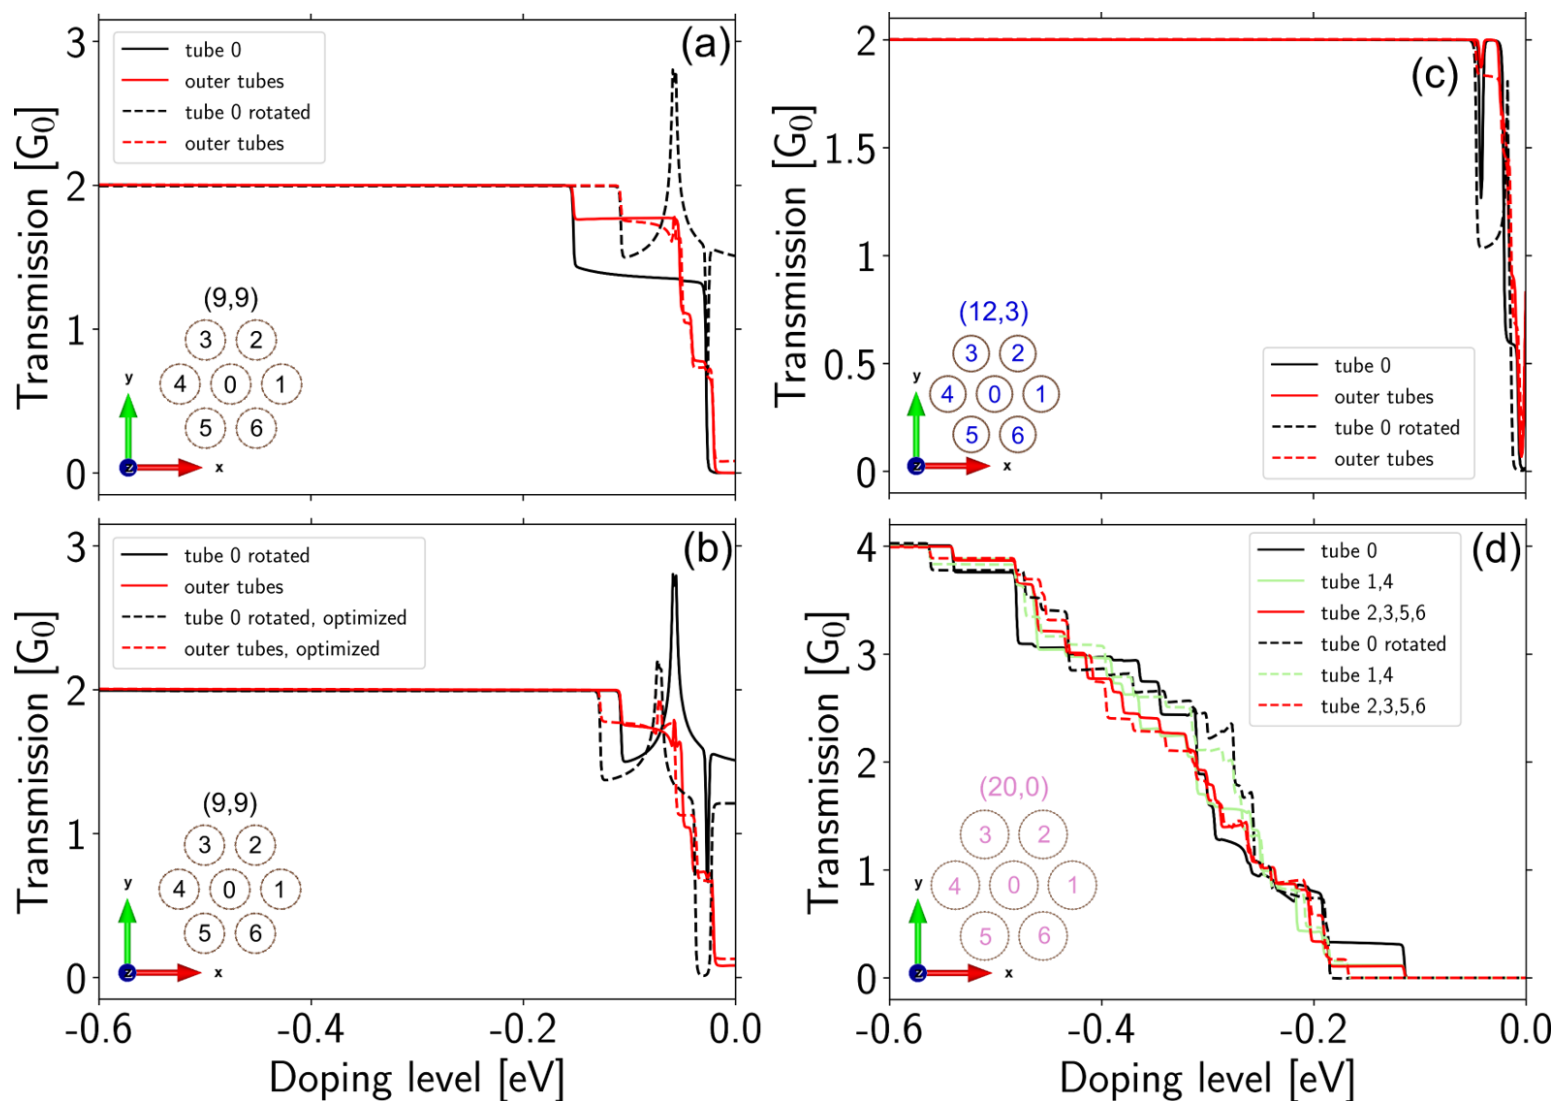 (a)
tube 0
outer tubes
tube 0 rotated
outer tubes
Transmission [G0]
3
2
1
0
(9,9)
3 2
4 0 1
5 6
y
z
x
(c)
Transmission [G0]
2
1.5
1
0.5
0
(12,3)
3 2
4 0 1
5 6
y
z
x
tube 0
outer tubes
tube 0 rotated
outer tubes
(b)
tube 0 rotated
outer tubes
tube 0 rotated, optimized
outer tubes, optimized
Transmission [G0]
3
2
1
0
(9,9)
3 2
4 0 1
5 6
y
z
x
-0.6 -0.4 -0.2 0.0
Doping level [eV]
(d)
tube 0
tube 1,4
tube 2,3,5,6
tube 0 rotated
tube 1,4
tube 2,3,5,6
Transmission [G0]
4
3
2
1
0
(20,0)
3 2
4 0 1
5 6
y
z
x
-0.6 -0.4 -0.2 0.0
Doping level [eV]